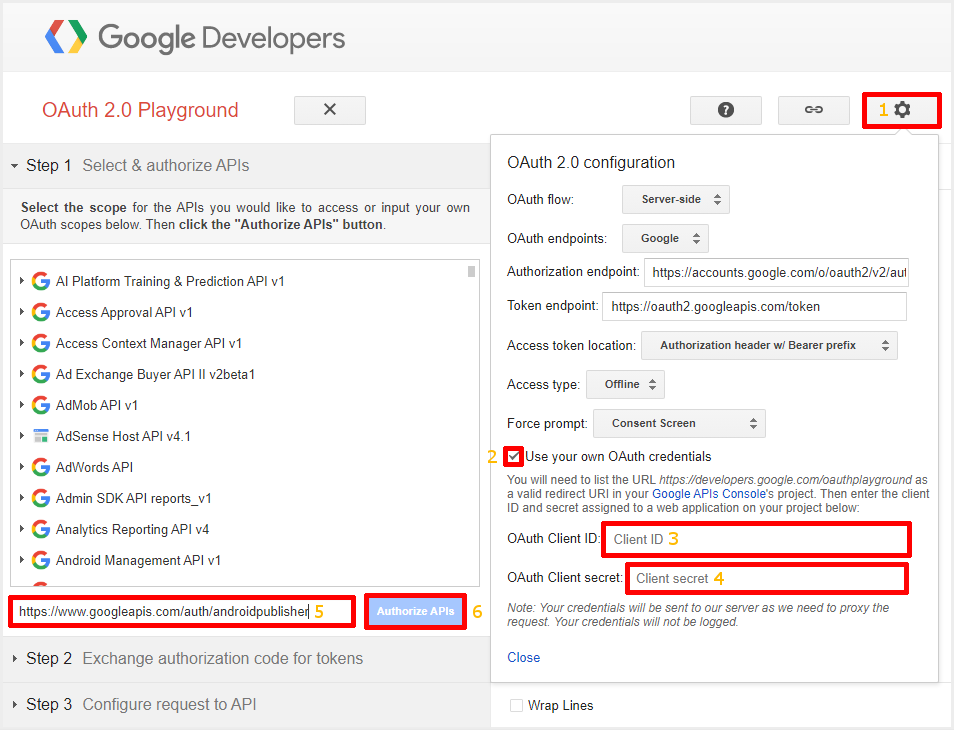 Google Developers
OAuth 2.0 Playground
1
Step 1 Select & authorize APIs
Select the scope for the APIs you would like to access or input your own
OAuth scopes below. Then click the "Authorize APIs" button.
AI Platform Training & Prediction API v1
Access Approval API v1
Access Context Manager API v1
Ad Exchange Buyer API II v2beta1
AdMob API v1
AdSense Host API v4.1
AdWords API
Admin SDK API reports_v1
Analytics Reporting API v4
Android Management API v1
https://www.googleapis.com/auth/androidpublisher 5
Authorize APIs 6
Step 2 Exchange authorization code for tokens
Step 3 Configure request to API
OAuth 2.0 configuration
OAuth flow: Server-side
OAuth endpoints: Google
Authorization endpoint: https://accounts.google.com/o/oauth2/v2/aut
Token endpoint: https://oauth2.googleapis.com/token
Access token location: Authorization header w/ Bearer prefix
Access type: Offline
Force prompt: Consent Screen
2 Use your own OAuth credentials
You will need to list the URL https://developers.google.com/oauthplayground as
a valid redirect URI in your Google APIs Console's project. Then enter the client
ID and secret assigned to a web application on your project below:
OAuth Client ID: Client ID 3
OAuth Client secret: Client secret 4
Note: Your credentials will be sent to our server as we need to proxy the
request. Your credentials will not be logged.
Close
Wrap Lines